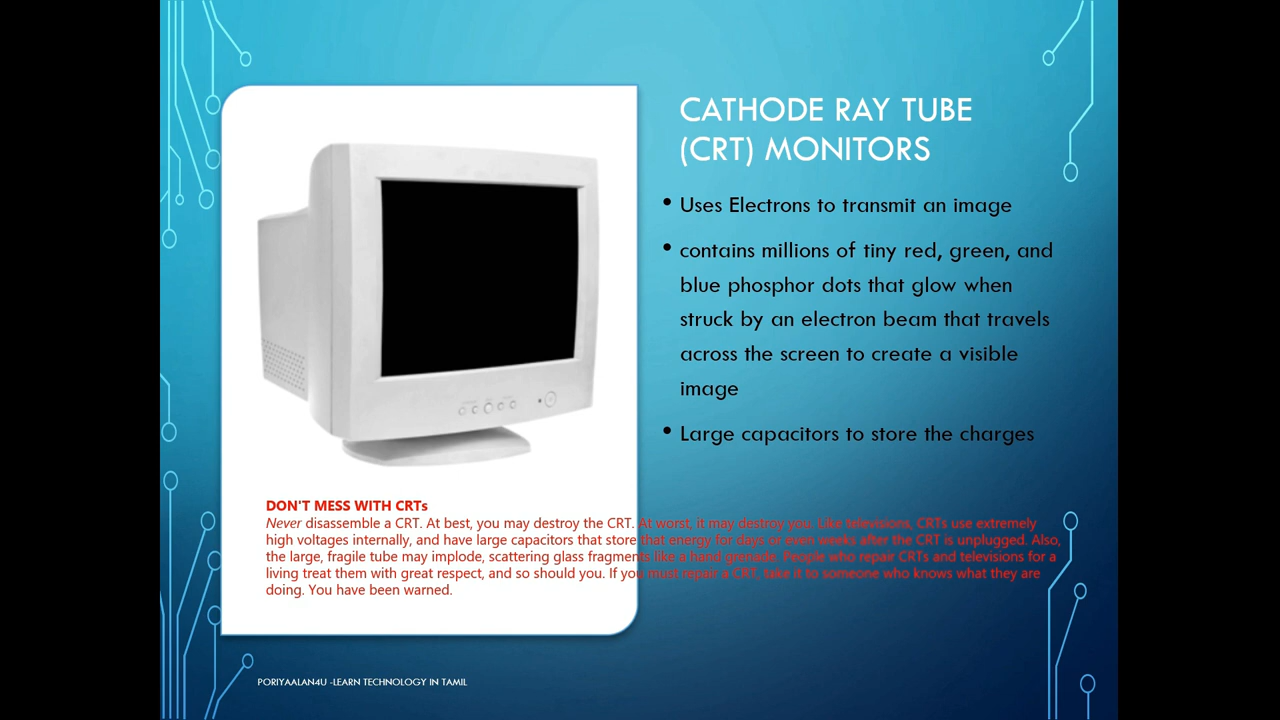 CATHODE RAY TUBE
(CRT) MONITORS
• Uses Electrons to transmit an image
• contains millions of tiny red, green, and
blue phosphor dots that glow when
struck by an electron beam that travels
across the screen to create a visible
image
• Large capacitors to store the charges
DON'T MESS WITH CRTs
Never disassemble a CRT. At best, you may destroy the CRT. At worst, it may destroy you. Like televisions, CRTs use extremely
high voltages internally, and have large capacitors that store that energy for days or even weeks after the CRT is unplugged. Also,
the large, fragile tube may implode, scattering glass fragments like a hand grenade. People who repair CRTs and televisions for a
living treat them with great respect, and so should you. If you must repair a CRT, take it to someone who knows what they are
doing. You have been warned.
PORIYAALAN4U -LEARN TECHNOLOGY IN TAMIL